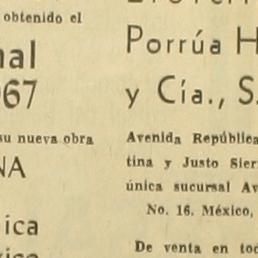 obtenido el
nal
967
su nueva obra
NA
ica
Porrúa H
y Cía., S.
Avenida República
tina y Justo Sier
única sucursal Av
No. 16. México,
De venta en tod